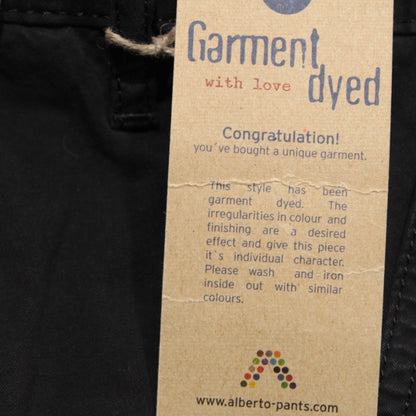 Garment
with love dyed
Congratulation!
you´ve bought a unique garment.
This style has been
garment dyed. The
irregularities in colour and
finishing are a desired
effect and give this piece
it`s individual character.
Please wash and iron
inside out with similar
colours.
www.alberto-pants.com